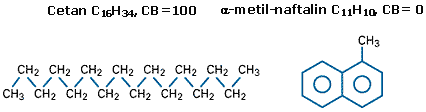 Cetan C₁₆H₃₄, CB=100 α-metil-naftalin C₁₁H₁₀, CB= 0
CH₃
CH₂ CH₂ CH₂ CH₂ CH₂ CH₂ CH₂ CH₃
CH₃ CH₂ CH₂ CH₂ CH₂ CH₂ CH₂ CH₂